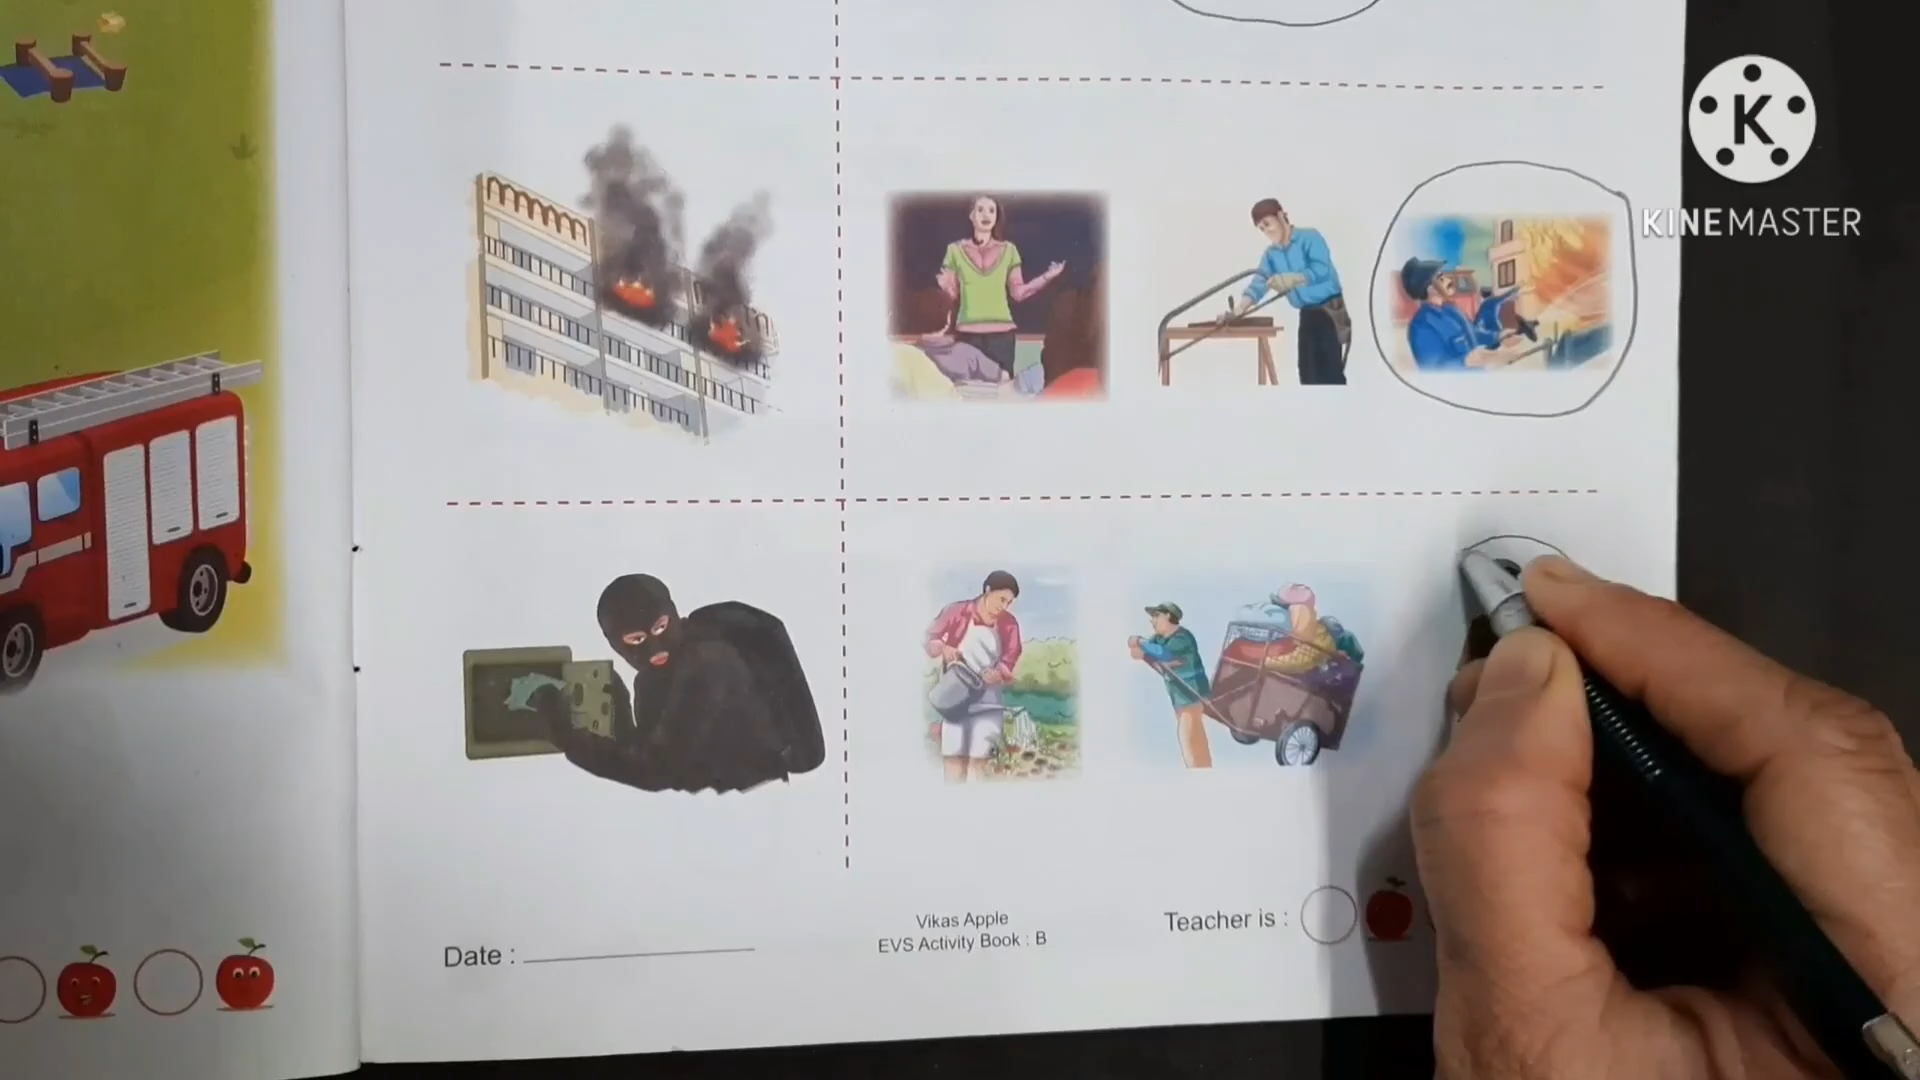 K
KINEMASTER
Vikas Apple
EVS Activity Book : B
Teacher is :
Date :